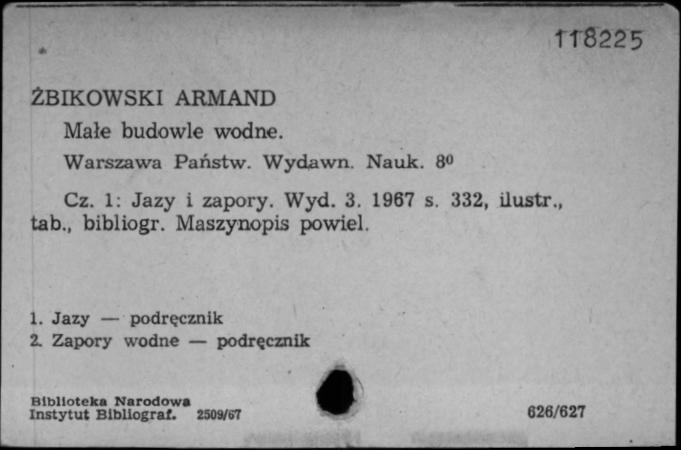 118225
ŻBIKOWSKI ARMAND
Małe budowle wodne.
Warszawa Państw. Wydawn. Nauk. 8⁰
Cz. 1: Jazy i zapory. Wyd. 3. 1967 s. 332, ilustr.,
tab., bibliogr. Maszynopis powiel.
1. Jazy — podręcznik
2. Zapory wodne — podręcznik
Biblioteka Narodowa
Instytut Bibliograf. 2509/67
626/627